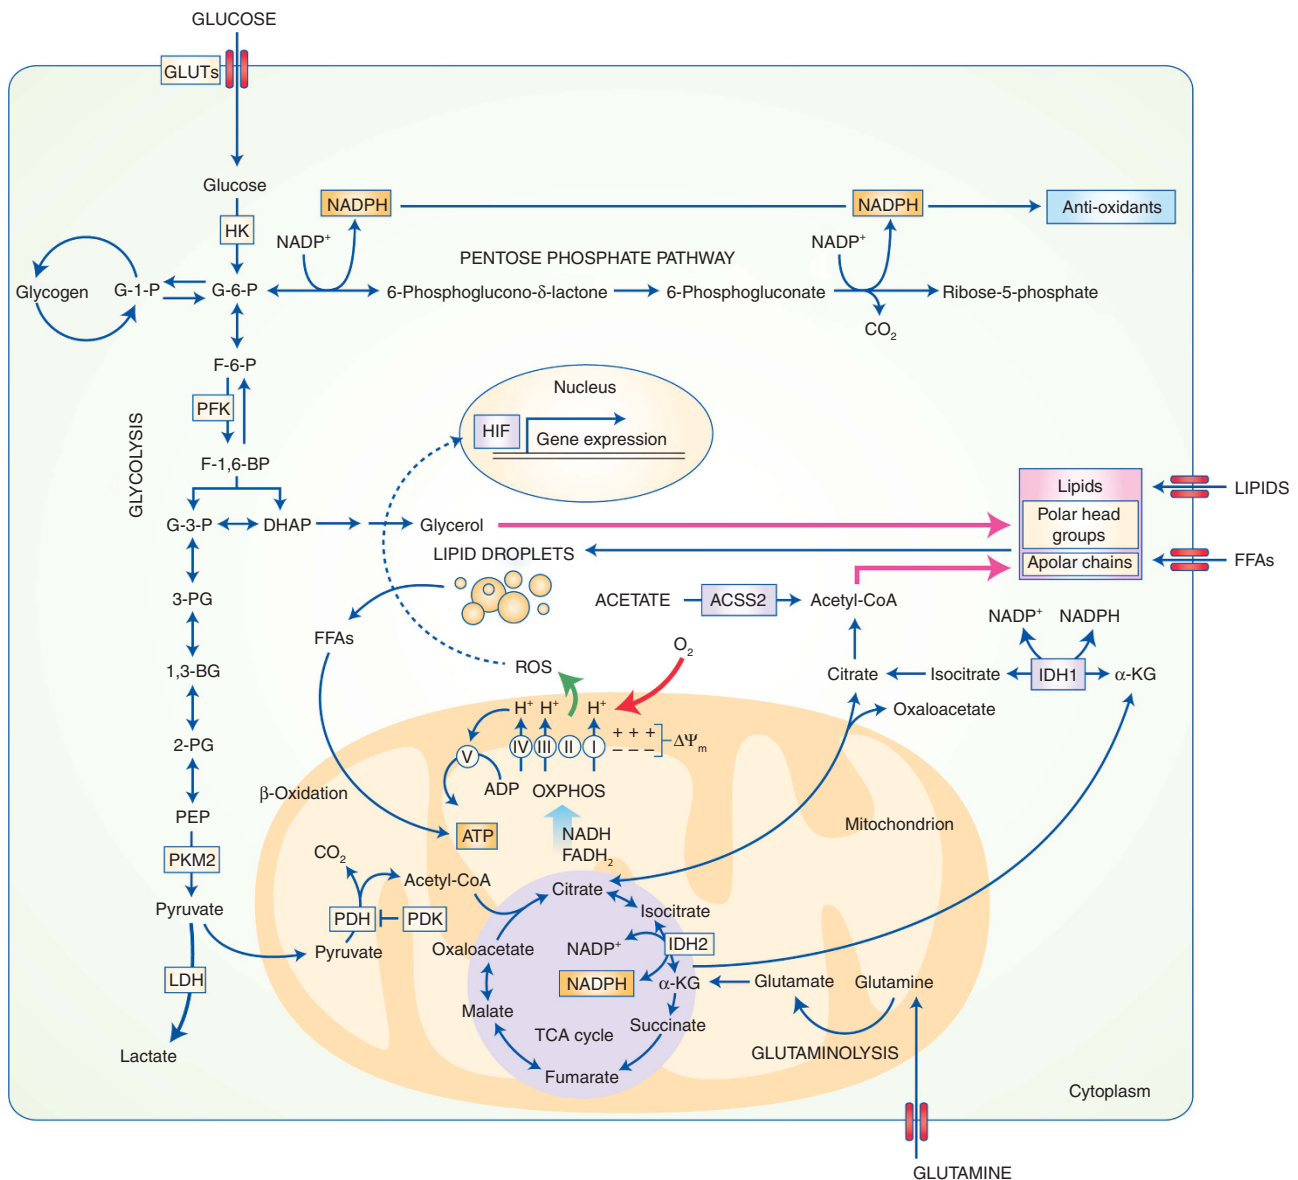 GLUCOSE
GLUTs
Glucose
HK
NADPH
NADPH
Anti-oxidants
NADP⁺
NADP⁺
PENTOSE PHOSPHATE PATHWAY
Glycogen
G-1-P
G-6-P
6-Phosphoglucono-δ-lactone
6-Phosphogluconate
Ribose-5-phosphate
CO₂
F-6-P
PFK
GLYCOLYSIS
F-1,6-BP
Nucleus
HIF
Gene expression
G-3-P
DHAP
Glycerol
Lipids
Polar head
groups
Apolar chains
LIPIDS
FFAs
LIPID DROPLETS
3-PG
FFAs
ACETATE
ACSS2
Acetyl-CoA
NADP⁺
NADPH
1,3-BG
ROS
O₂
Citrate
Isocitrate
IDH1
α-KG
Oxaloacetate
H⁺
H⁺
H⁺
+ + +
– – –
ΔΨm
2-PG
V
IV
III
II
I
ADP
OXPHOS
β-Oxidation
PEP
ATP
NADH
FADH₂
Mitochondrion
PKM2
CO₂
Acetyl-CoA
Citrate
Pyruvate
PDH
PDK
Isocitrate
Pyruvate
Oxaloacetate
NADP⁺
IDH2
LDH
NADPH
α-KG
Glutamate
Glutamine
Malate
TCA cycle
Succinate
Lactate
GLUTAMINOLYSIS
Fumarate
Cytoplasm
GLUTAMINE